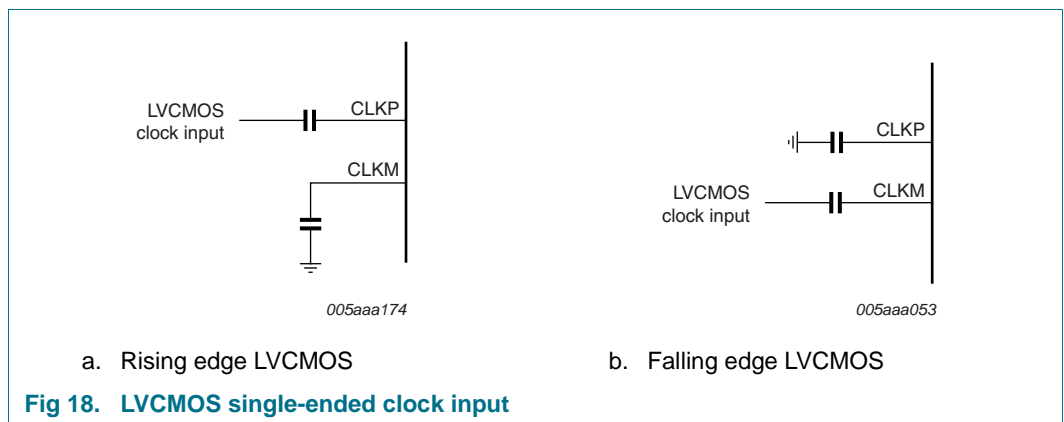 LVCMOS
clock input
CLKP
CLKM
005aaa174
CLKP
LVCMOS
clock input
CLKM
005aaa053
a. Rising edge LVCMOS
b. Falling edge LVCMOS
Fig 18. LVCMOS single-ended clock input